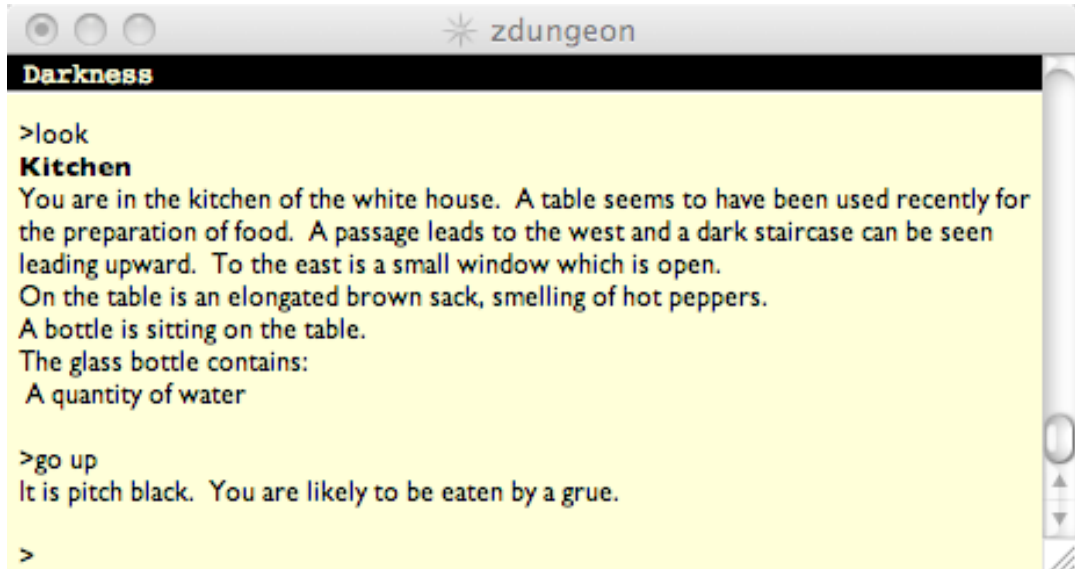 zdungeon
Darkness
>look
Kitchen
You are in the kitchen of the white house.  A table seems to have been used recently for
the preparation of food.  A passage leads to the west and a dark staircase can be seen
leading upward.  To the east is a small window which is open.
On the table is an elongated brown sack, smelling of hot peppers.
A bottle is sitting on the table.
The glass bottle contains:
 A quantity of water
>go up
It is pitch black.  You are likely to be eaten by a grue.
>